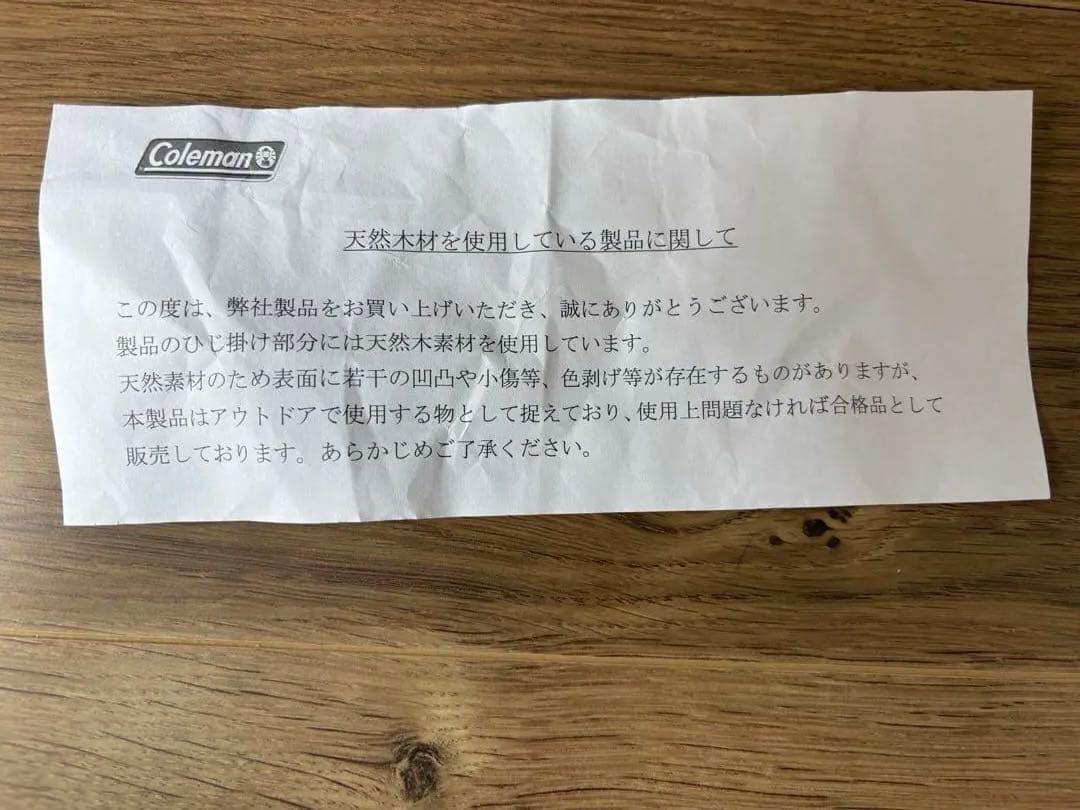 Coleman
天然木材を使用している製品に関して
この度は、弊社製品をお買い上げいただき、誠にありがとうございます。
製品のひじ掛け部分には天然木素材を使用しています。
天然素材のため表面に若干の凹凸や小傷等、色剥げ等が存在するものがありますが、
本製品はアウトドアで使用する物として捉えており、使用上問題なければ合格品として
販売しております。あらかじめご了承ください。